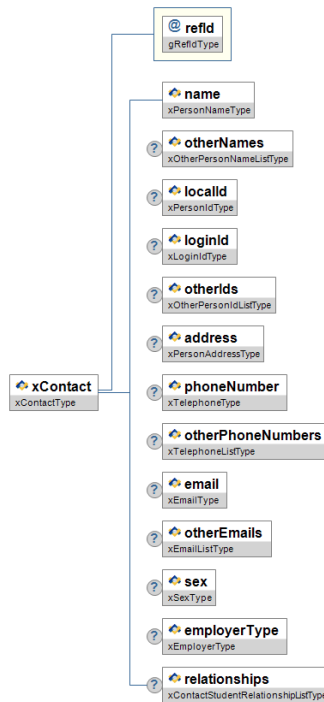 @ refId
gRefIdType
name
xPersonNameType
? otherNames
xOtherPersonNameListType
? localId
xPersonIdType
? loginId
xLoginIdType
? otherIds
xOtherPersonIdListType
? address
xPersonAddressType
xContact
xContactType
? phoneNumber
xTelephoneType
? otherPhoneNumbers
xTelephoneListType
? email
xEmailType
? otherEmails
xEmailListType
? sex
xSexType
? employerType
xEmployerType
? relationships
xContactStudentRelationshipListType